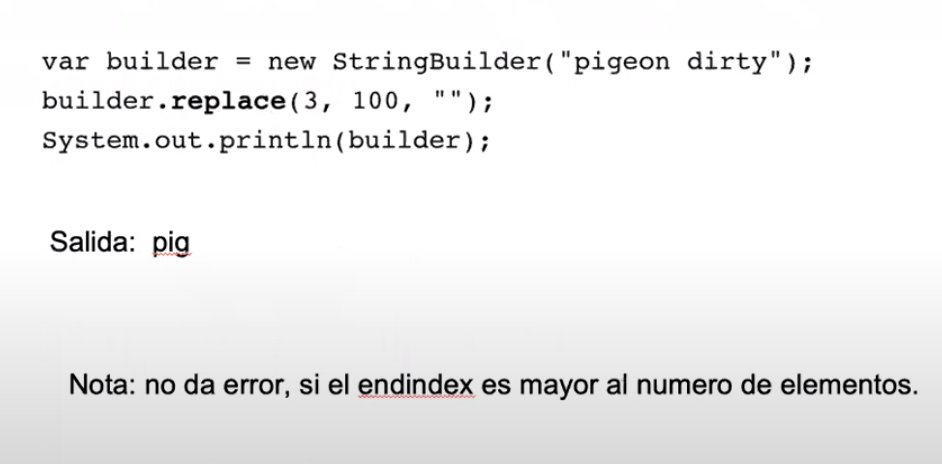 var builder = new StringBuilder("pigeon dirty");
builder.replace(3, 100, "");
System.out.println(builder);
Salida: pig
Nota: no da error, si el endindex es mayor al numero de elementos.